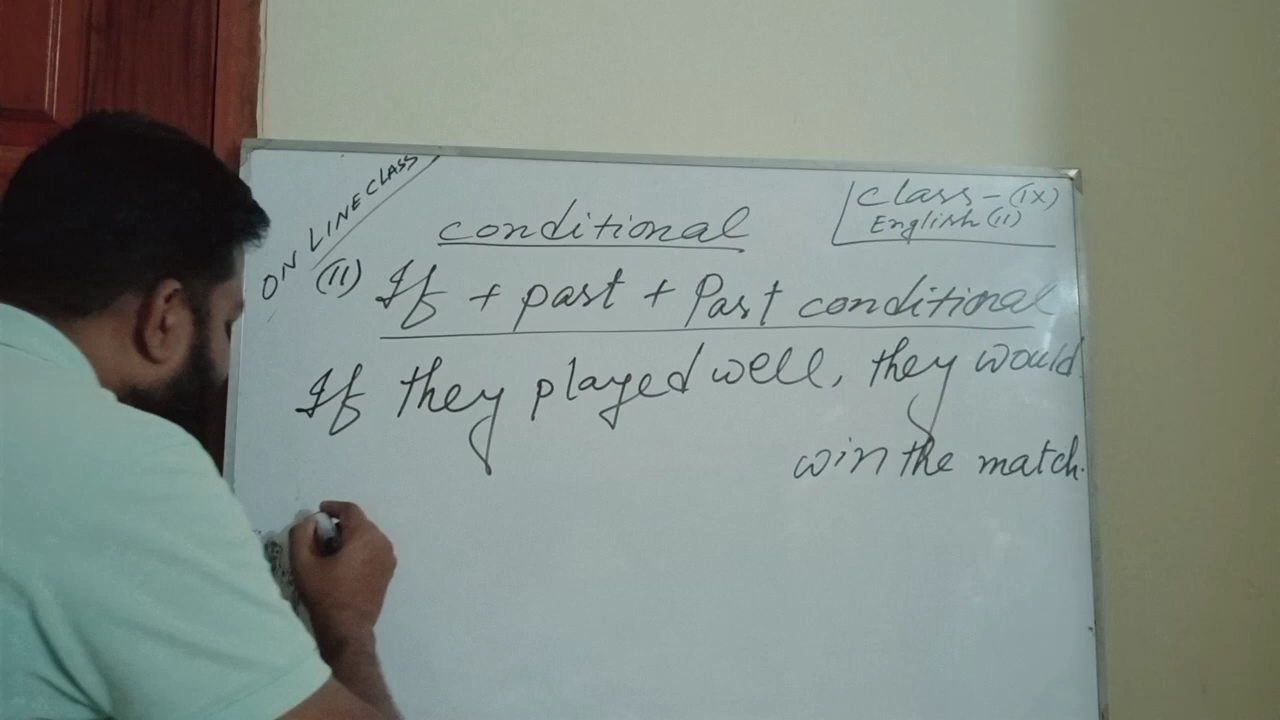 ON LINE CLASS
Class - (IX)
English (II)
conditional
(II) If + past + Past conditional
If they played well, they would
win the match.